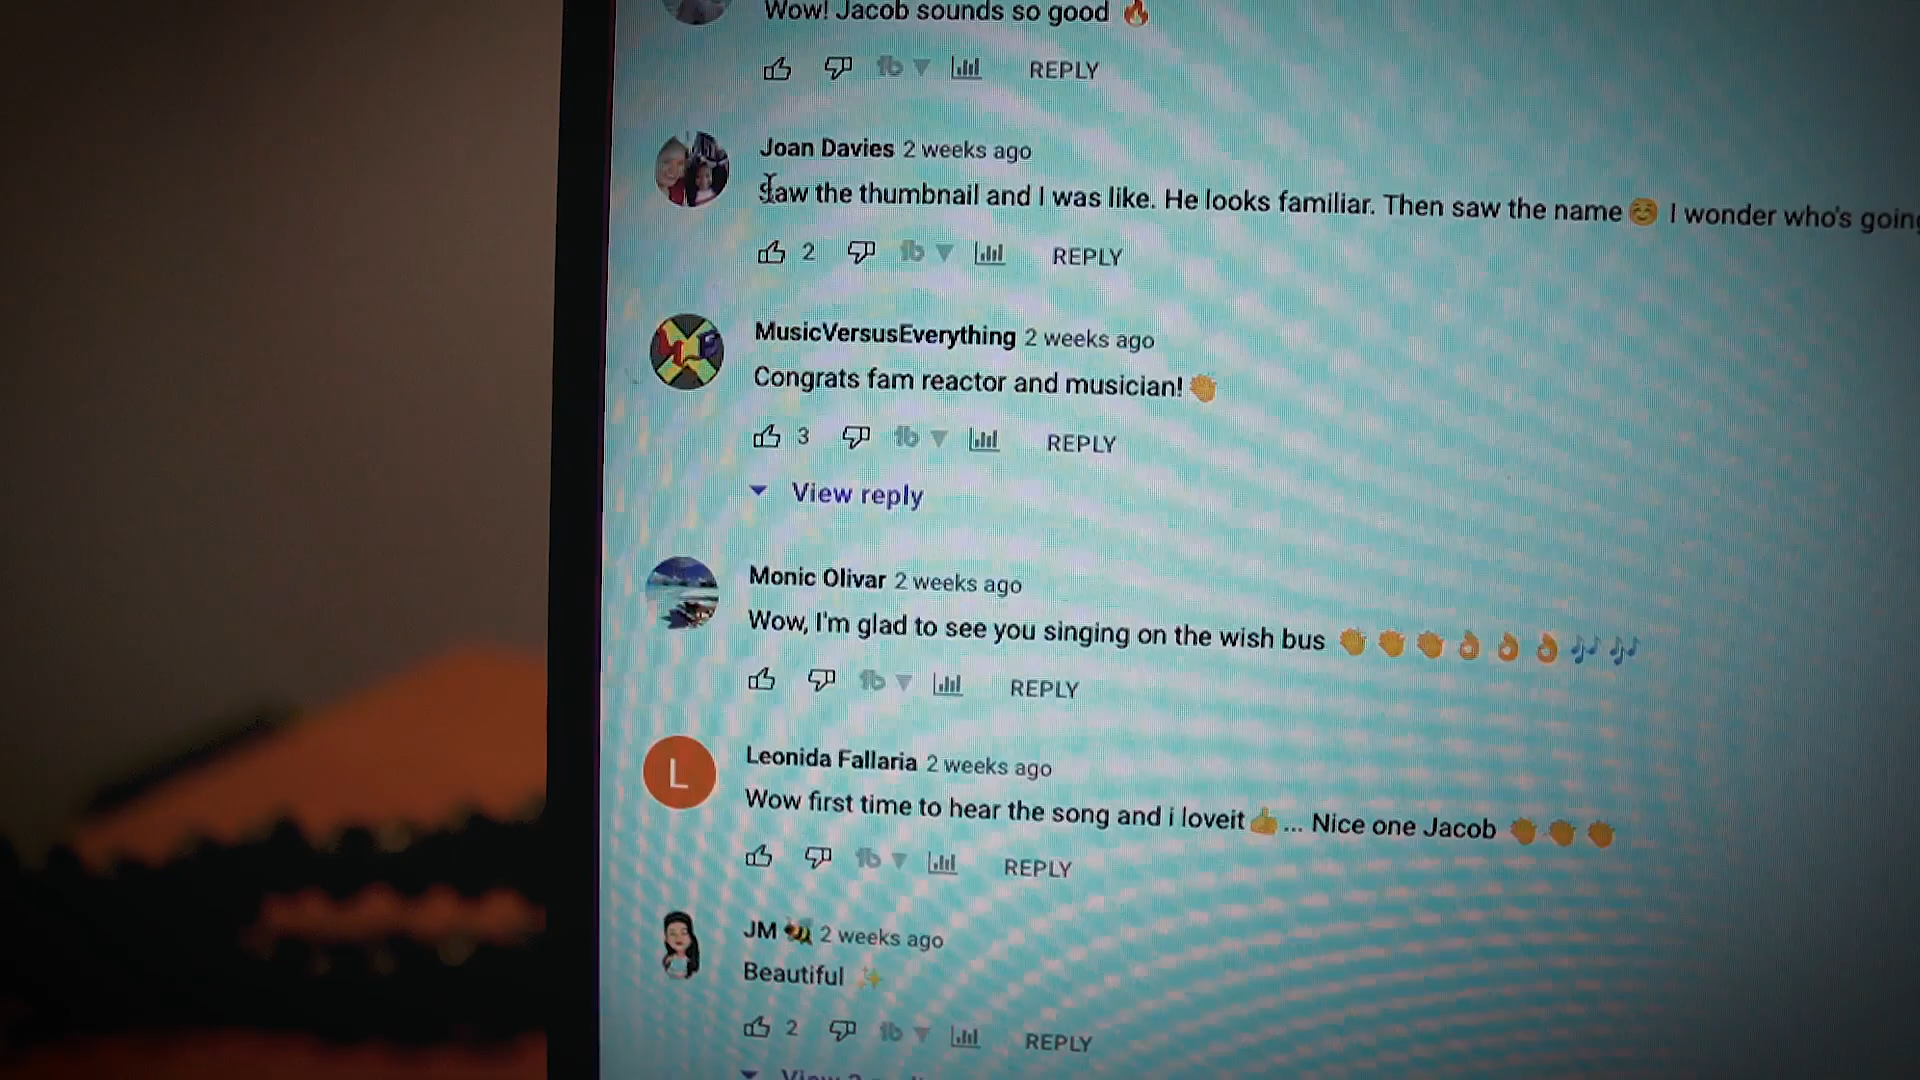 Wow! Jacob sounds so good 🔥
REPLY
Joan Davies 2 weeks ago
Saw the thumbnail and I was like. He looks familiar. Then saw the name ☺️ I wonder who's going
2 REPLY
MusicVersusEverything 2 weeks ago
Congrats fam reactor and musician! 👏
3 REPLY
View reply
Monic Olivar 2 weeks ago
Wow, I'm glad to see you singing on the wish bus 👏👏👏👌👌👌🎶🎶
REPLY
L
Leonida Fallaria 2 weeks ago
Wow first time to hear the song and i loveit👍... Nice one Jacob 👏👏👏
REPLY
JM 🐝 2 weeks ago
Beautiful ✨
2 REPLY